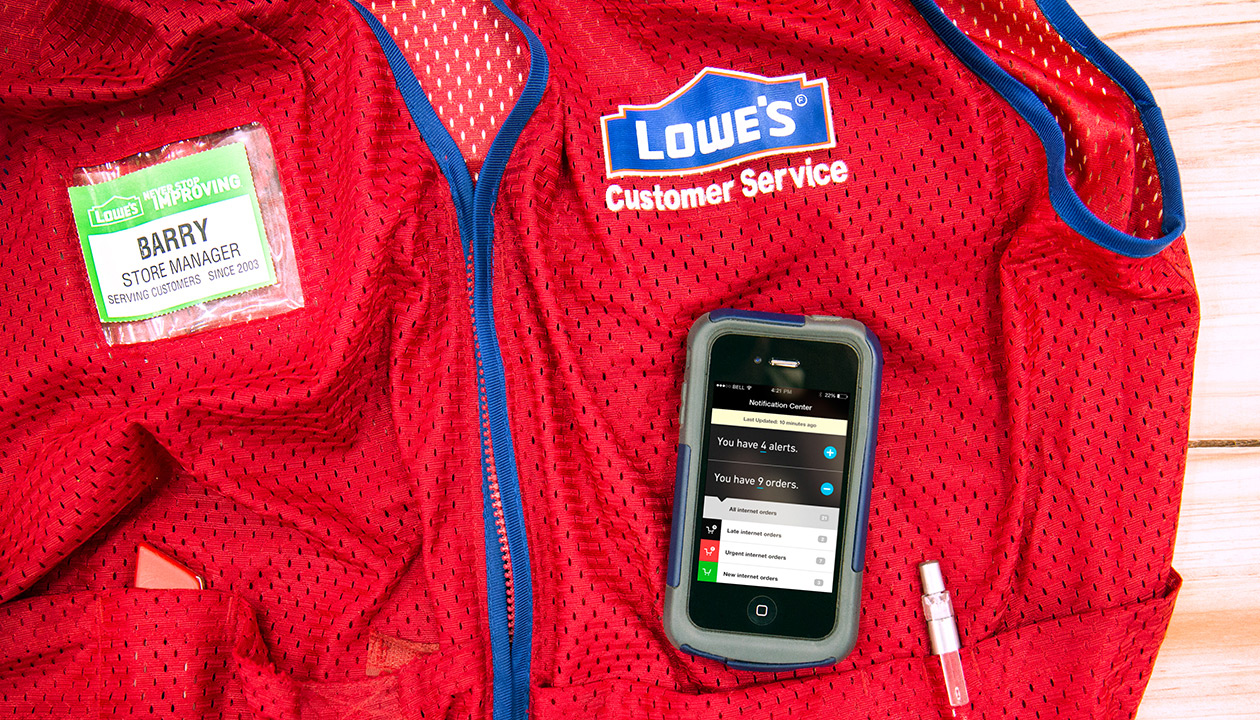 LOWE'S
NEVER STOP
IMPROVING
BARRY
STORE MANAGER
SERVING CUSTOMERS SINCE 2003
LOWE'S
Customer Service
BELL 4:21 PM 22%
Notification Center
Last Updated: 10 minutes ago
You have 4 alerts.
You have 9 orders.
All internet orders
Late internet orders
Urgent internet orders
New internet orders